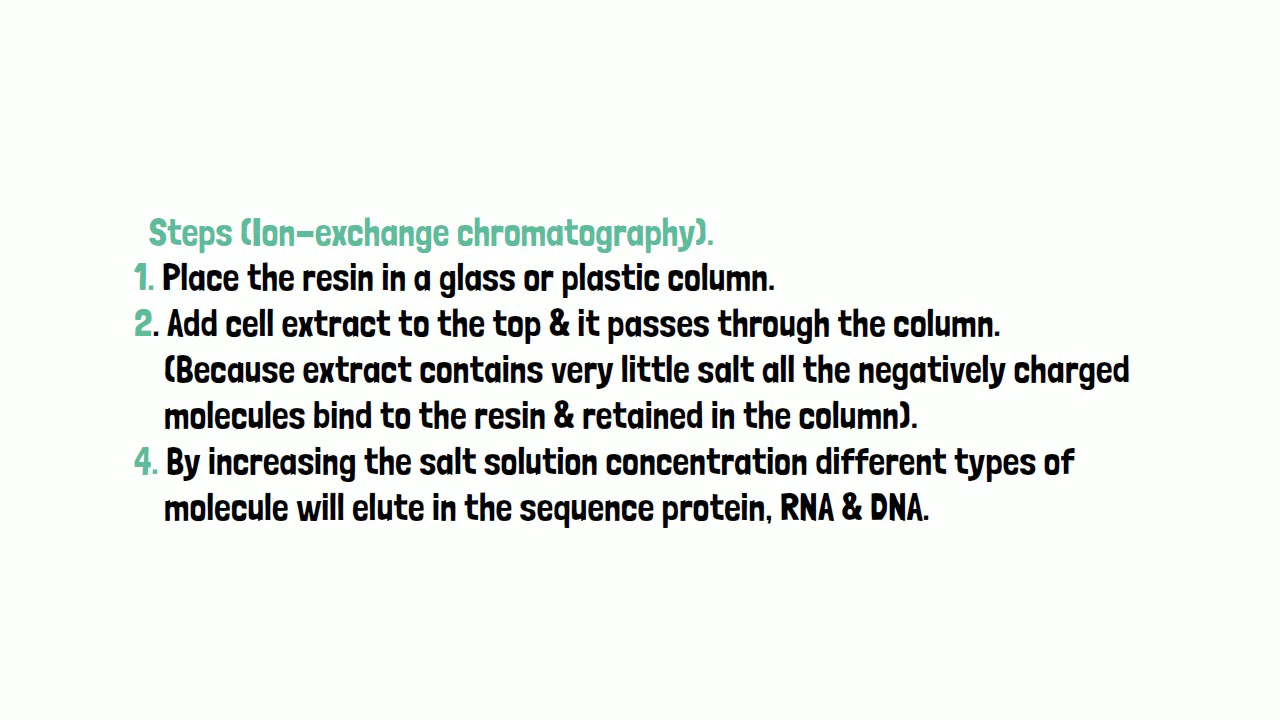 Steps (Ion-exchange chromatography).
1. Place the resin in a glass or plastic column.
2. Add cell extract to the top & it passes through the column.
(Because extract contains very little salt all the negatively charged
molecules bind to the resin & retained in the column).
4. By increasing the salt solution concentration different types of
molecule will elute in the sequence protein, RNA & DNA.